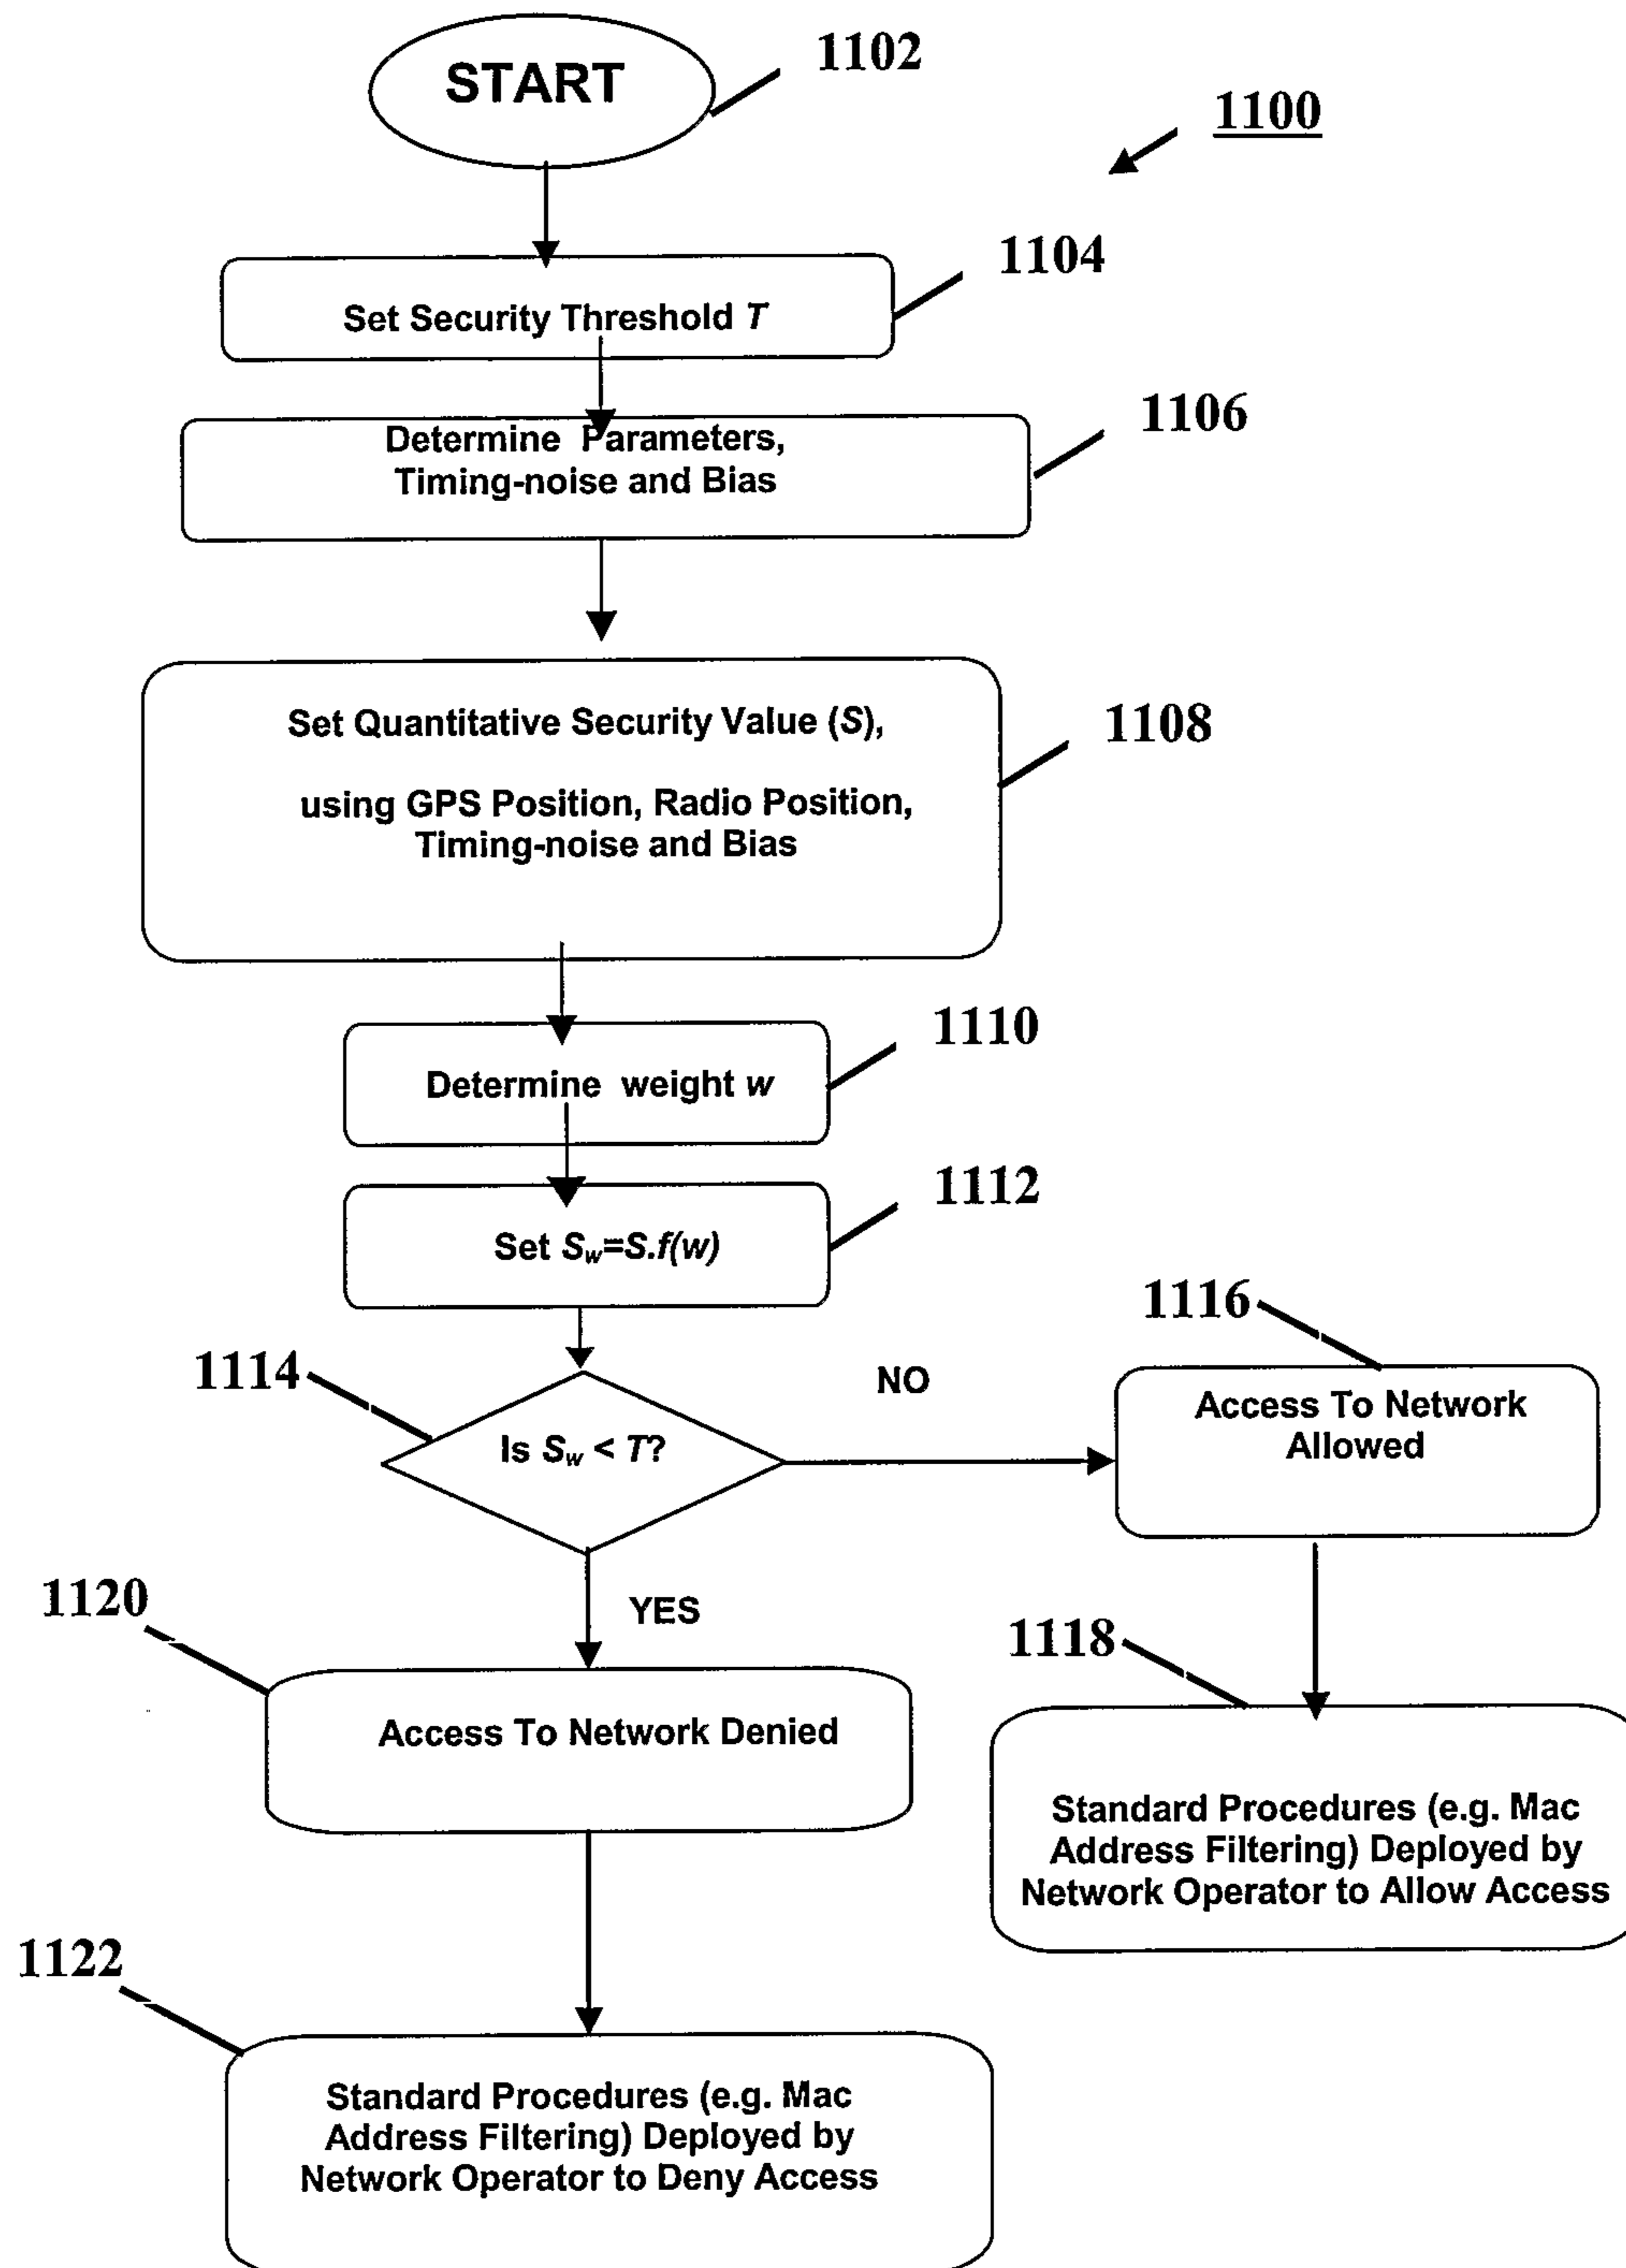 START
1102
1100
1104
Set Security Threshold T
1106
Determine Parameters,
Timing-noise and Bias
1108
Set Quantitative Security Value (S),
using GPS Position, Radio Position,
Timing-noise and Bias
1110
Determine weight w
1112
Set Sw=S.f(w)
1114
Is Sw < T?
NO
1116
Access To Network
Allowed
YES
1118
Standard Procedures (e.g. Mac
Address Filtering) Deployed by
Network Operator to Allow Access
1120
Access To Network Denied
1122
Standard Procedures (e.g. Mac
Address Filtering) Deployed by
Network Operator to Deny Access